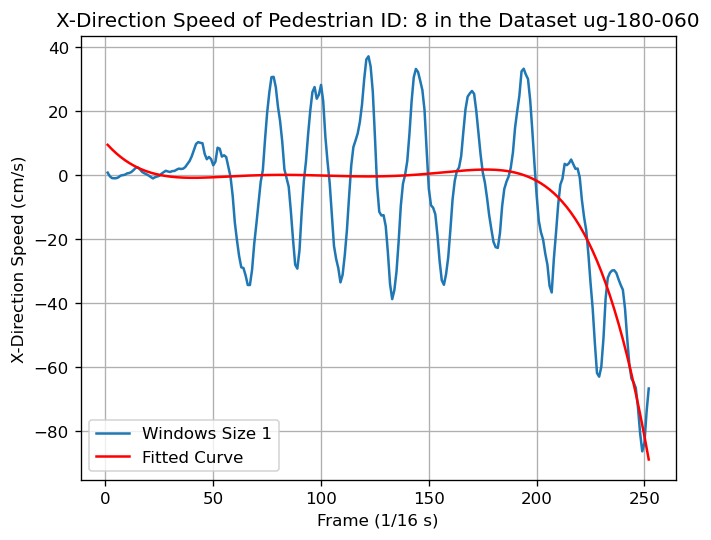 X-Direction Speed of Pedestrian ID: 8 in the Dataset ug-180-060
X-Direction Speed (cm/s)
40
20
0
−20
−40
−60
−80
Windows Size 1
Fitted Curve
0 50 100 150 200 250
Frame (1/16 s)